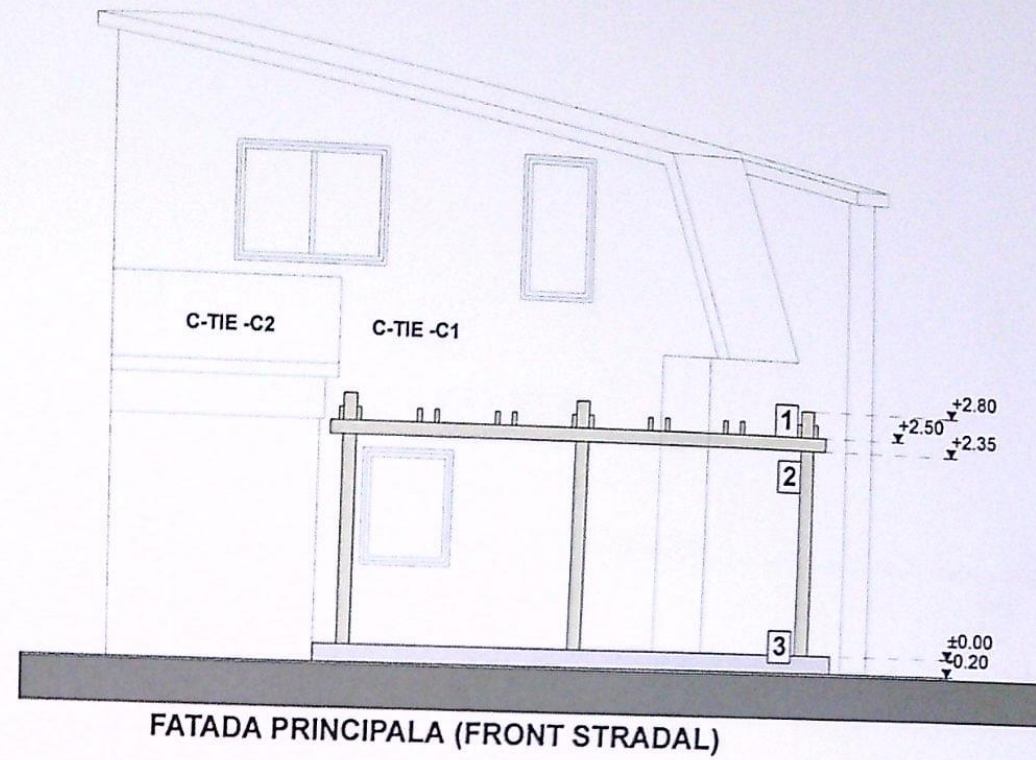 C-TIE -C2
C-TIE -C1
1
+2.80
+2.50
+2.35
2
3
±0.00
-0.20
FATADA PRINCIPALA (FRONT STRADAL)